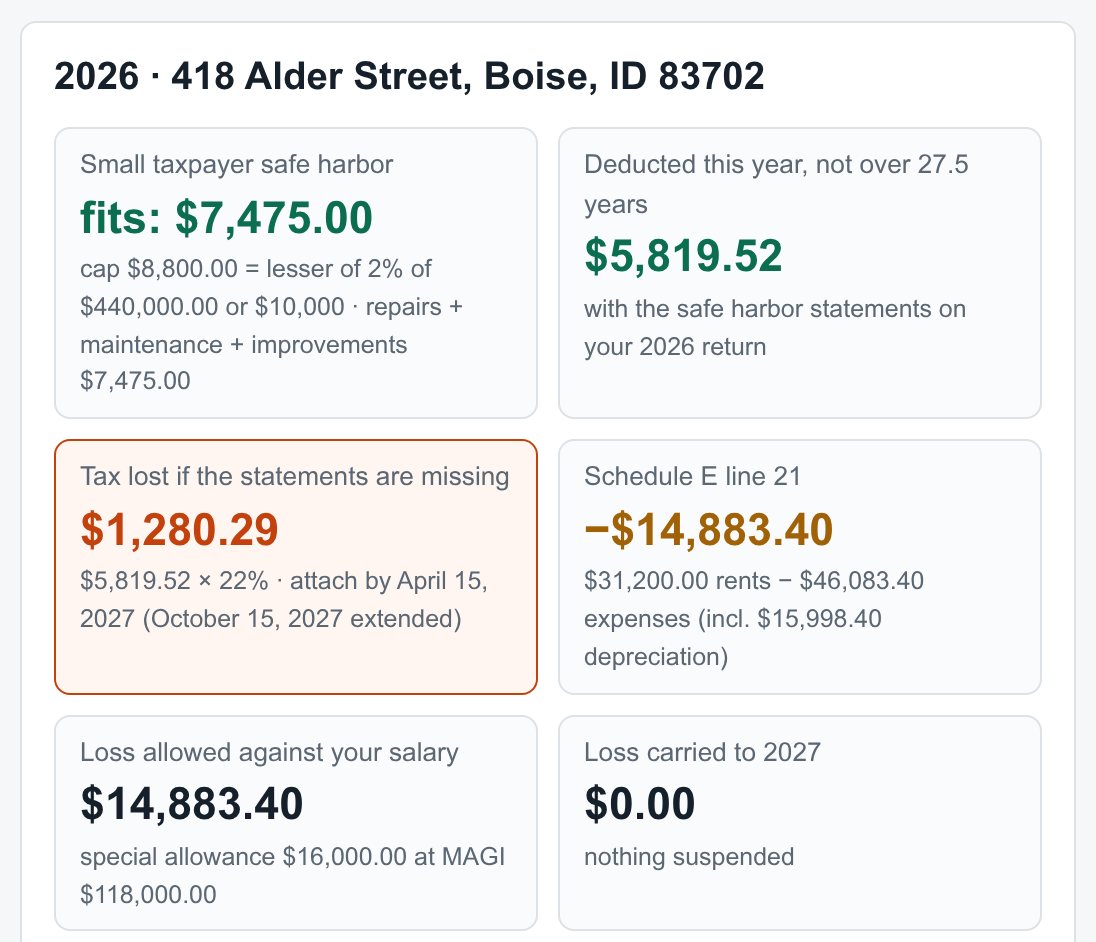 2026 · 418 Alder Street, Boise, ID 83702
Small taxpayer safe harbor
fits: $7,475.00
cap $8,800.00 = lesser of 2% of
$440,000.00 or $10,000 · repairs +
maintenance + improvements
$7,475.00
Deducted this year, not over 27.5
years
$5,819.52
with the safe harbor statements on
your 2026 return
Tax lost if the statements are missing
$1,280.29
$5,819.52 × 22% · attach by April 15,
2027 (October 15, 2027 extended)
Schedule E line 21
−$14,883.40
$31,200.00 rents − $46,083.40
expenses (incl. $15,998.40
depreciation)
Loss allowed against your salary
$14,883.40
special allowance $16,000.00 at MAGI
$118,000.00
Loss carried to 2027
$0.00
nothing suspended